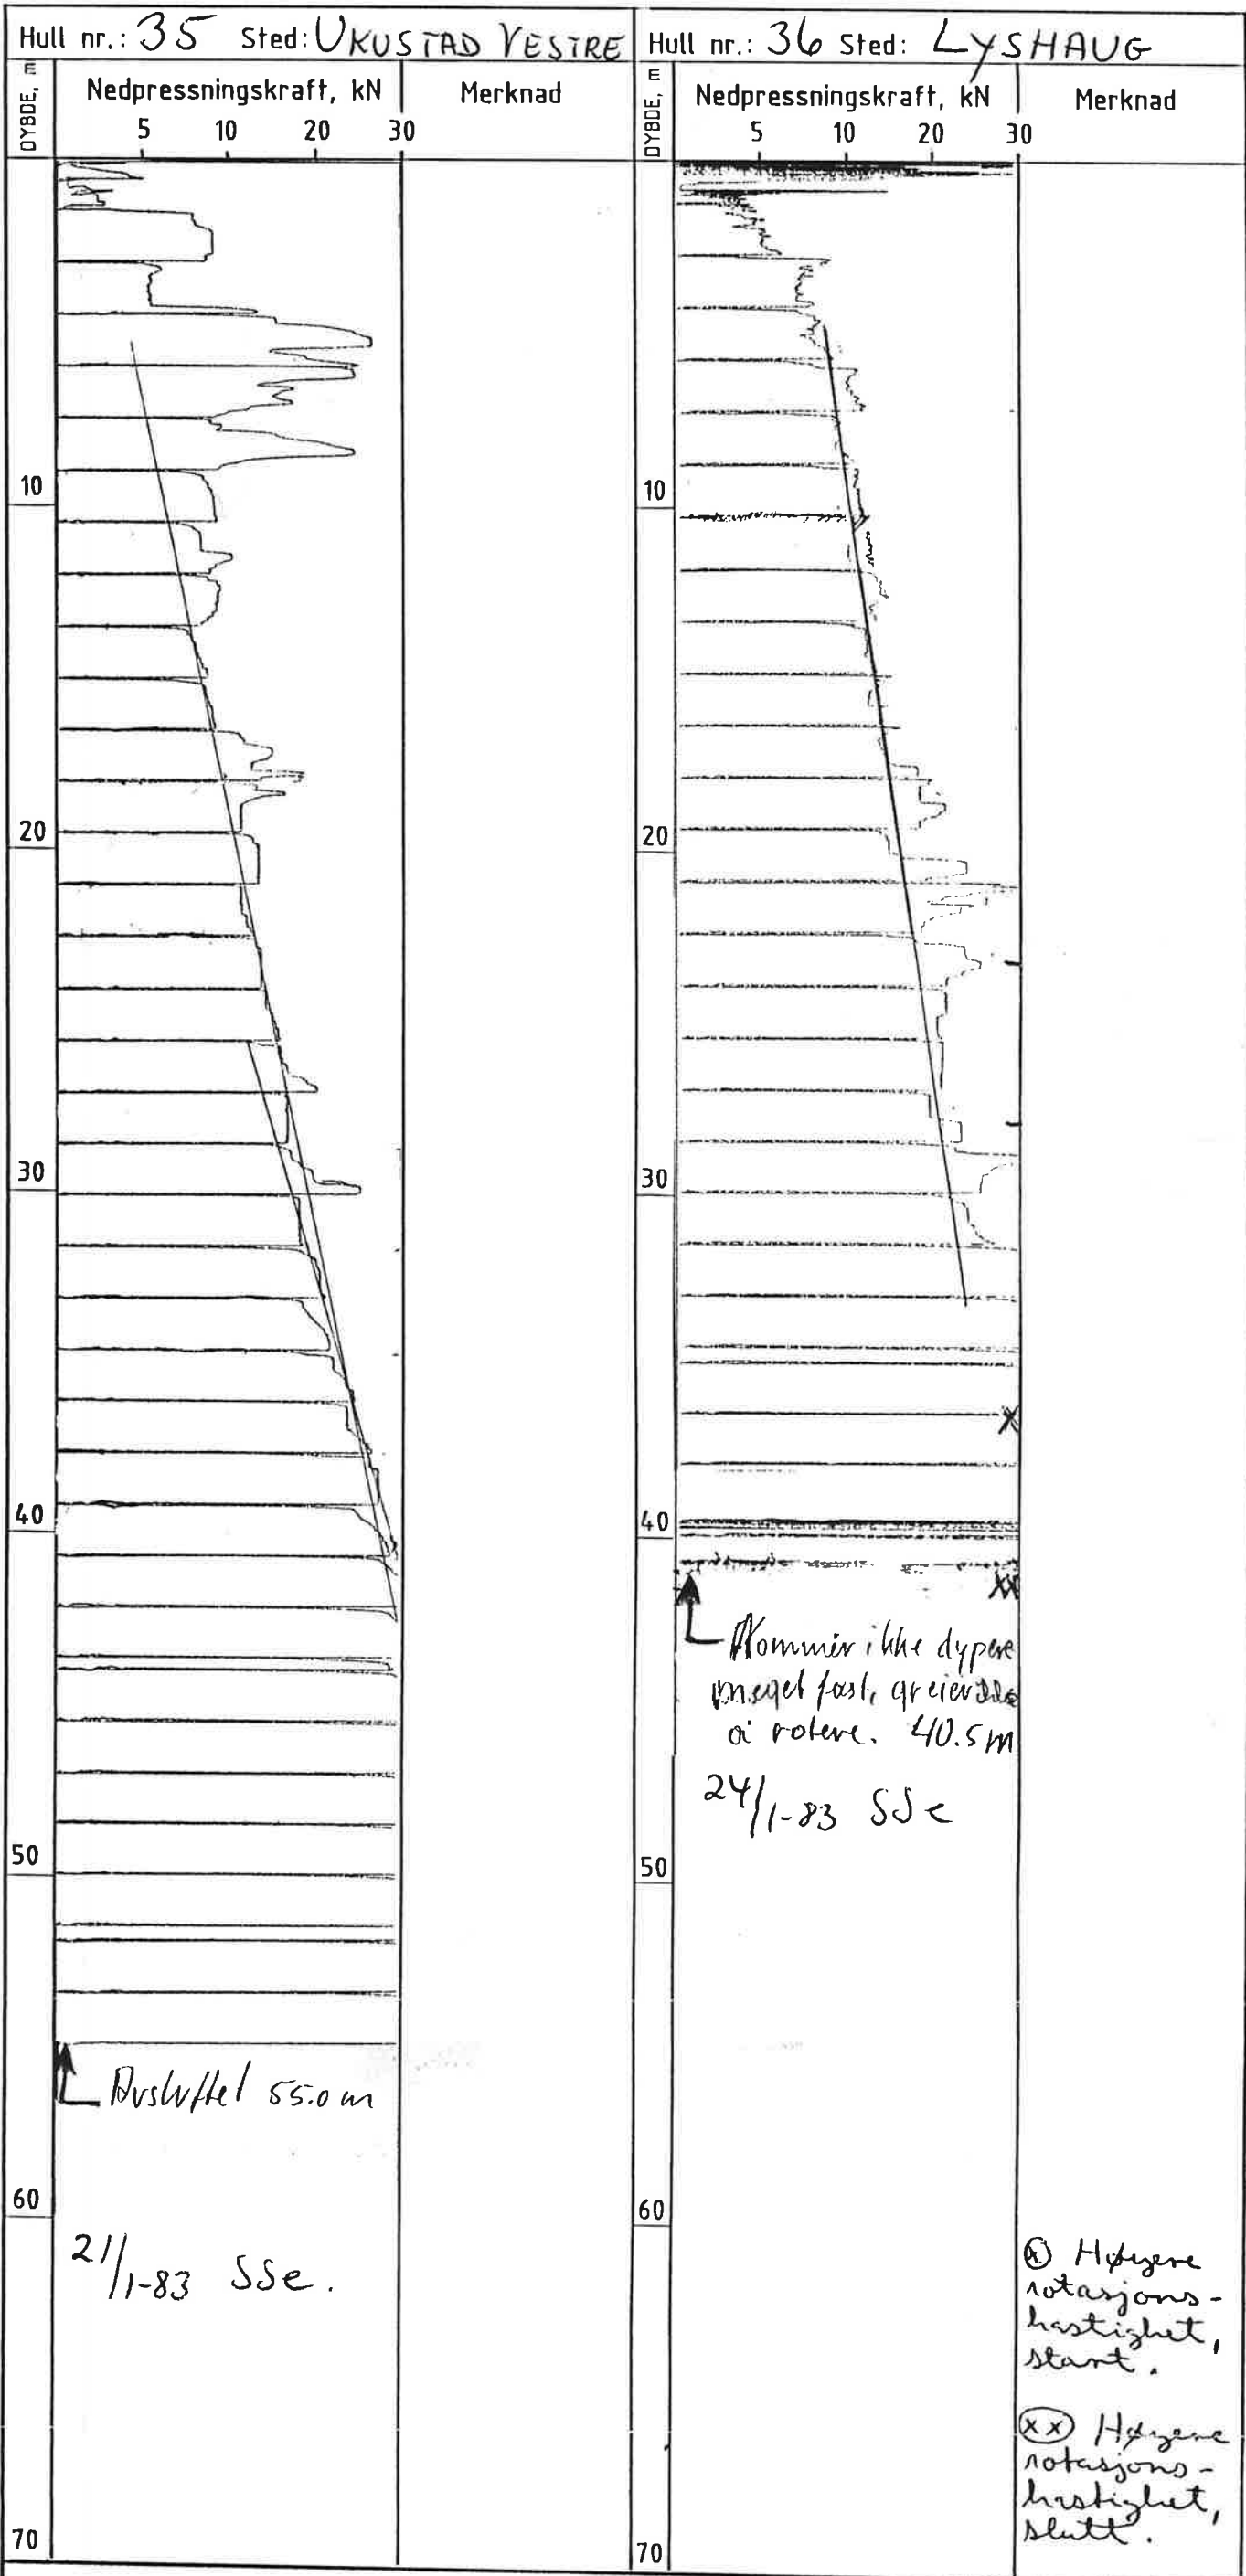 Hull nr.: 35 Sted: UKUSTAD VESTRE
DYBDE, m
Nedpressningskraft, kN
Merknad
5 10 20 30
10
20
30
40
50
60
70
Avsluttet 55.0 m
21/1-83 SSe.
Hull nr.: 36 Sted: LYSHAUG
DYBDE, m
Nedpressningskraft, kN
Merknad
5 10 20 30
10
20
30
40
50
60
70
X
XX
Kommer ikke dypere
meget fast, greier ikke
å rotere. 40.5 m
24/1-83 SSe
(x) Høyere
rotasjons-
hastighet,
start.
(xx) Høyere
rotasjons-
hastighet,
slutt.